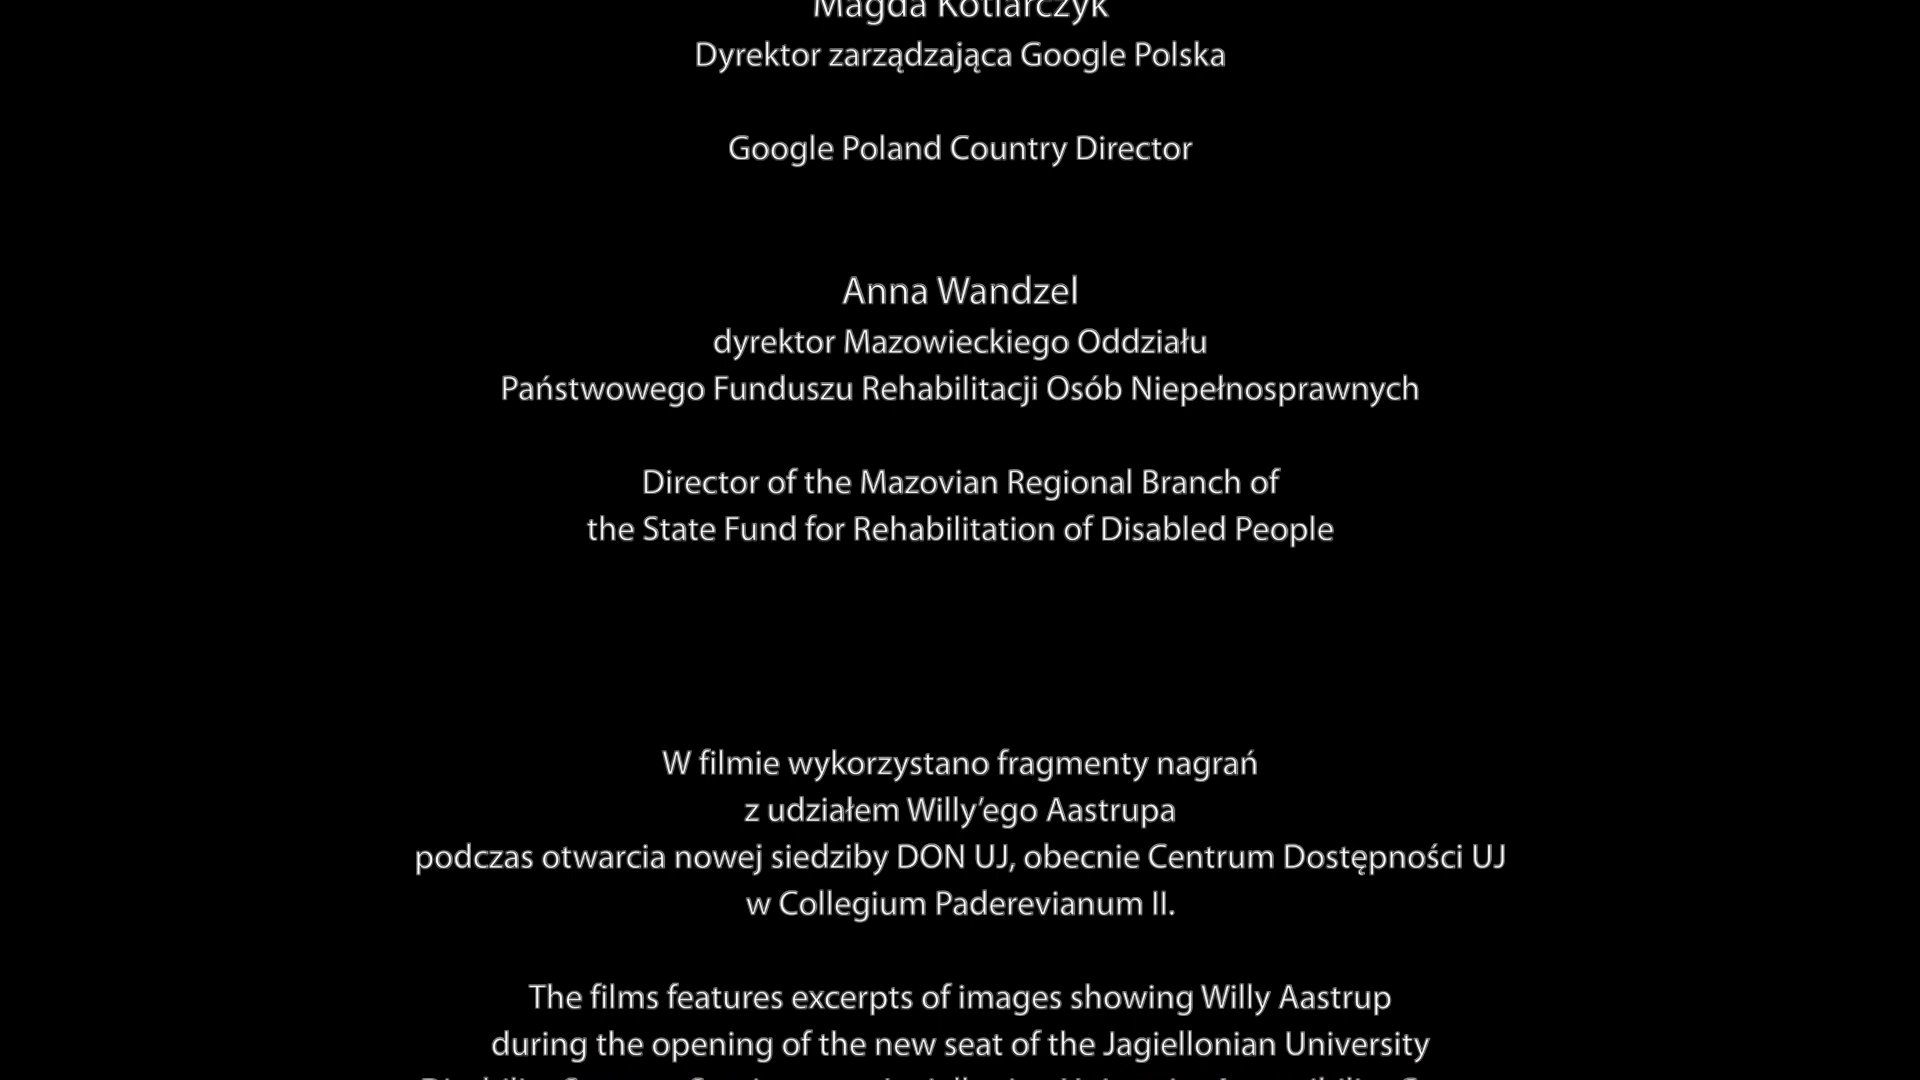 Magda Kotlarczyk
Dyrektor zarządzająca Google Polska
Google Poland Country Director
Anna Wandzel
dyrektor Mazowieckiego Oddziału
Państwowego Funduszu Rehabilitacji Osób Niepełnosprawnych
Director of the Mazovian Regional Branch of
the State Fund for Rehabilitation of Disabled People
W filmie wykorzystano fragmenty nagrań
z udziałem Willy’ego Aastrupa
podczas otwarcia nowej siedziby DON UJ, obecnie Centrum Dostępności UJ
w Collegium Paderevianum II.
The films features excerpts of images showing Willy Aastrup
during the opening of the new seat of the Jagiellonian University